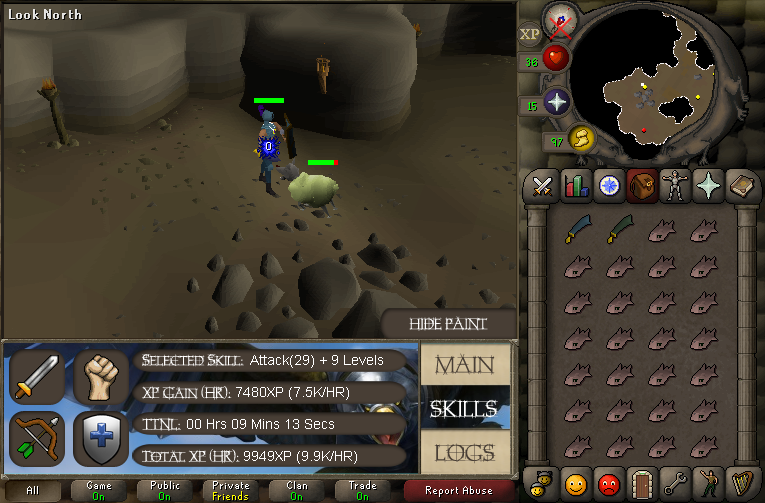 Look North
XP
36
15
97
0
HIDE PAINT
SELECTED SKILL: Attack(29) + 9 Levels
XP GAIN (HR): 7480XP (7.5K/HR)
TTNL: 00 Hrs 09 Mins 13 Secs
TOTAL XP (HR): 9949XP (9.9K/HR)
MAIN
SKILLS
LOGS
All
Game
On
Public
On
Private
Friends
Clan
On
Trade
On
Report Abuse